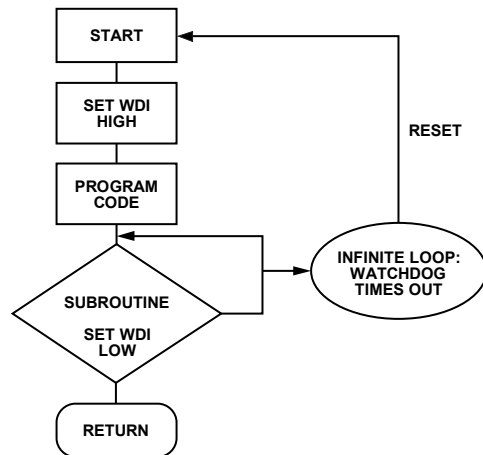 START
SET WDI
HIGH
RESET
PROGRAM
CODE
INFINITE LOOP:
WATCHDOG
TIMES OUT
SUBROUTINE
SET WDI
LOW
RETURN